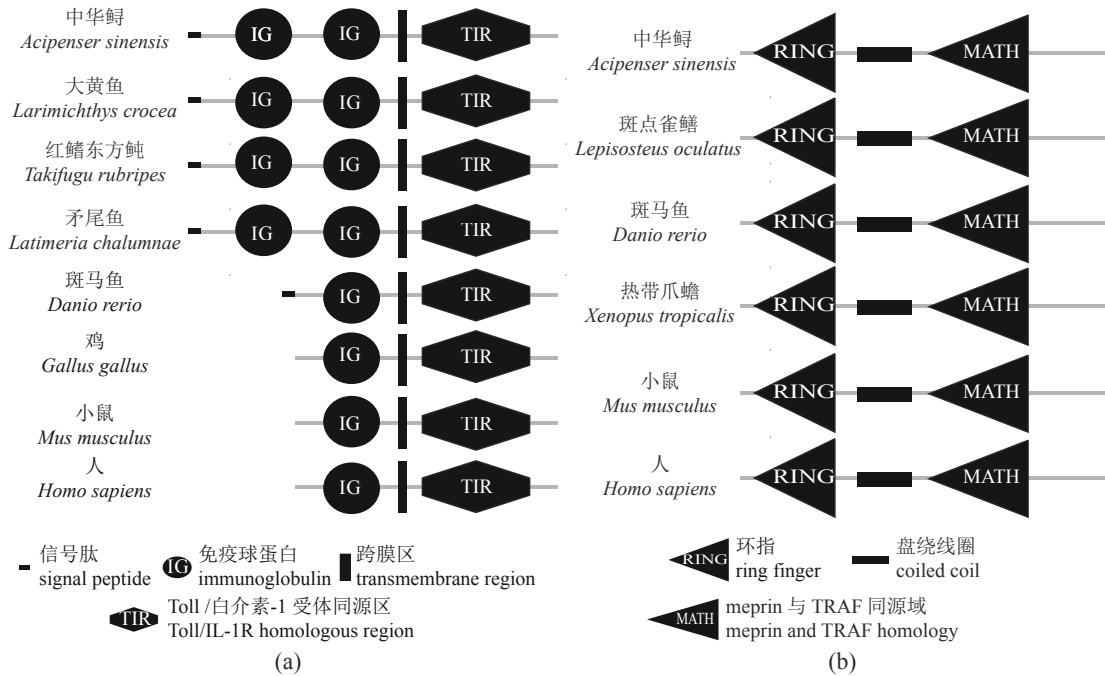 中华鲟
Acipenser sinensis
IG IG TIR
大黄鱼
Larimichthys crocea
IG IG TIR
红鳍东方鲀
Takifugu rubripes
IG IG TIR
矛尾鱼
Latimeria chalumnae
IG IG TIR
斑马鱼
Danio rerio
IG TIR
鸡
Gallus gallus
IG TIR
小鼠
Mus musculus
IG TIR
人
Homo sapiens
IG TIR
信号肽
signal peptide
IG
免疫球蛋白
immunoglobulin
跨膜区
transmembrane region
TIR
Toll /白介素-1 受体同源区
Toll/IL-1R homologous region
(a)
中华鲟
Acipenser sinensis
RING MATH
斑点雀鳝
Lepisosteus oculatus
RING MATH
斑马鱼
Danio rerio
RING MATH
热带爪蟾
Xenopus tropicalis
RING MATH
小鼠
Mus musculus
RING MATH
人
Homo sapiens
RING MATH
RING
环指
ring finger
盘绕线圈
coiled coil
MATH
meprin 与 TRAF 同源域
meprin and TRAF homology
(b)